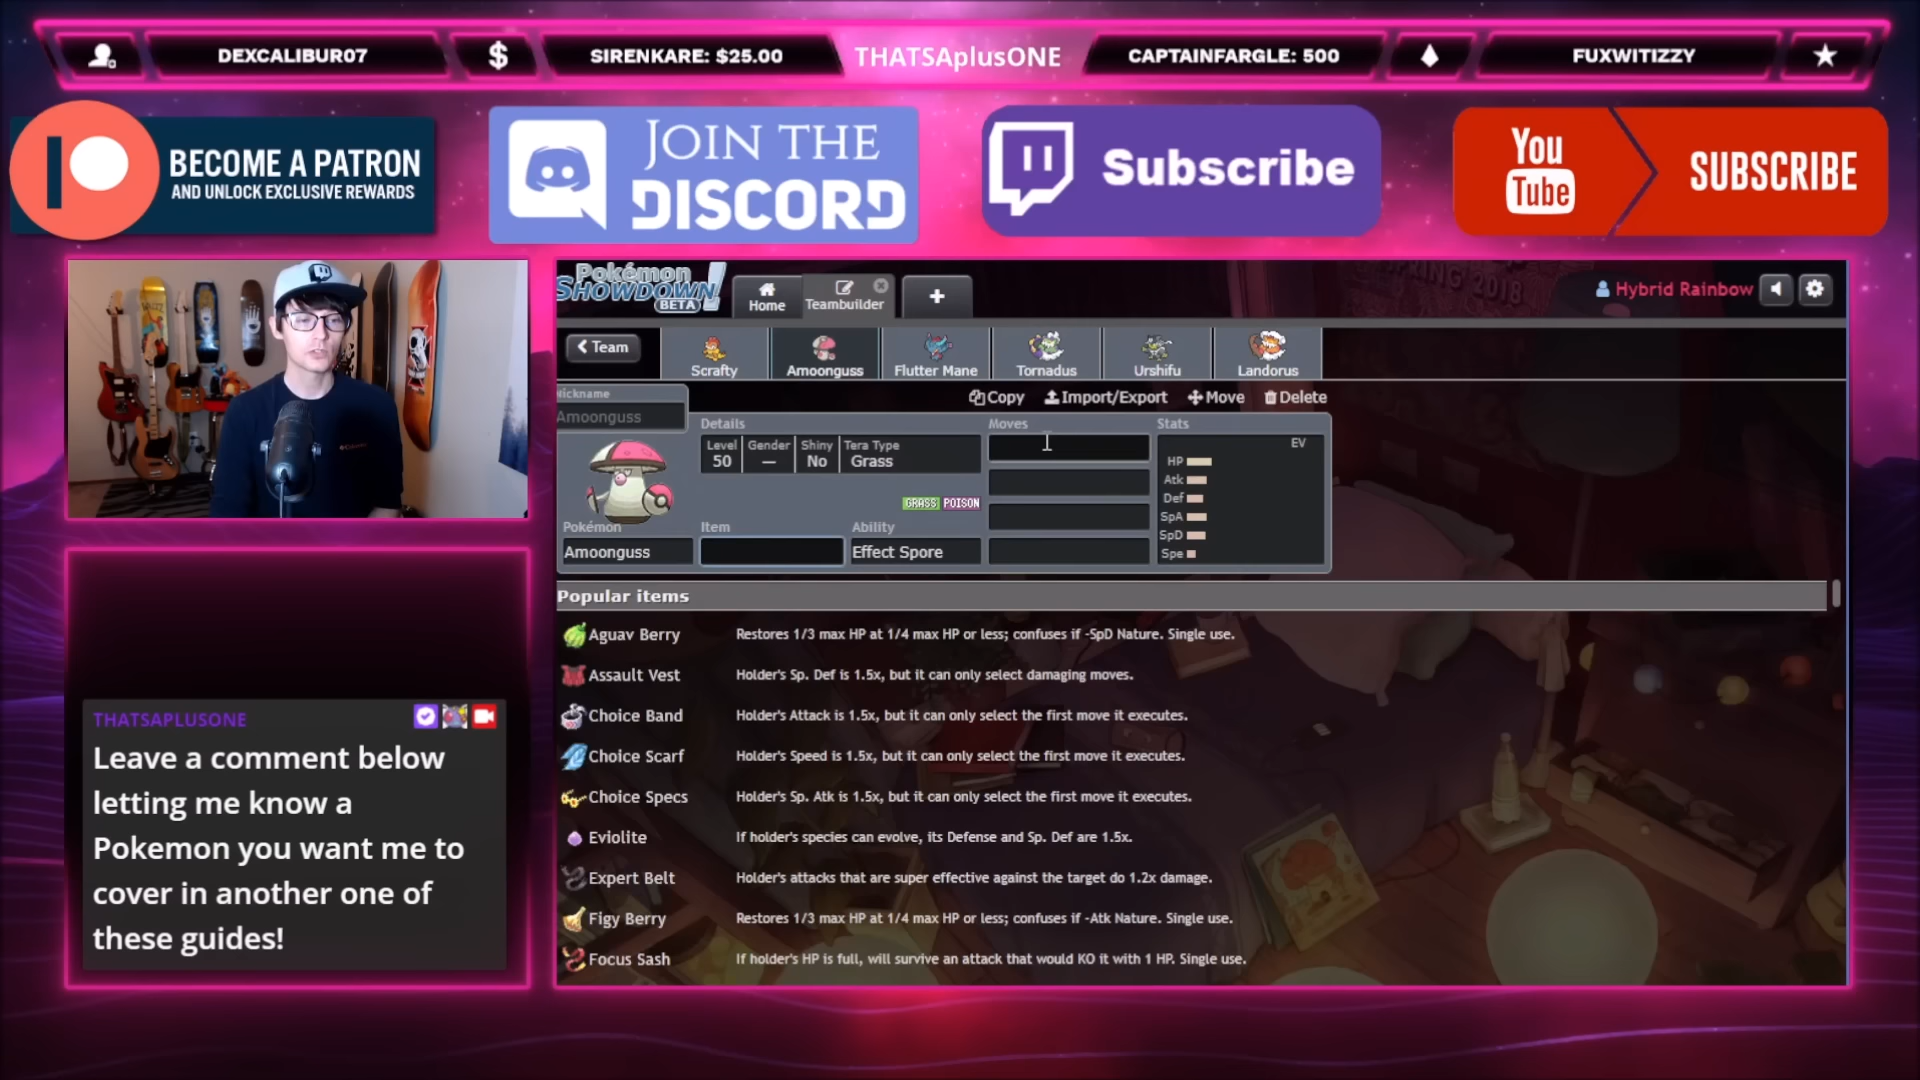 DEXCALIBUR07
$
SIRENKARE: $25.00
THATSAplusONE
CAPTAINFARGLE: 500
FUXWITIZZY
BECOME A PATRON
AND UNLOCK EXCLUSIVE REWARDS
JOIN THE
DISCORD
Subscribe
You
Tube
SUBSCRIBE
Pokémon
SHOWDOWN!
BETA
Home
Teambuilder
+
SPRING 2018
Hybrid Rainbow
Team
Scrafty
Amoonguss
Flutter Mane
Tornadus
Urshifu
Landorus
Copy
Import/Export
Move
Delete
Nickname
Amoonguss
Details
Level
50
Gender
—
Shiny
No
Tera Type
Grass
GRASS POISON
Pokémon
Amoonguss
Item
Ability
Effect Spore
Moves
Stats
EV
HP
Atk
Def
SpA
SpD
Spe
Popular items
Aguav Berry Restores 1/3 max HP at 1/4 max HP or less; confuses if -SpD Nature. Single use.
Assault Vest Holder's Sp. Def is 1.5x, but it can only select damaging moves.
Choice Band Holder's Attack is 1.5x, but it can only select the first move it executes.
Choice Scarf Holder's Speed is 1.5x, but it can only select the first move it executes.
Choice Specs Holder's Sp. Atk is 1.5x, but it can only select the first move it executes.
Eviolite If holder's species can evolve, its Defense and Sp. Def are 1.5x.
Expert Belt Holder's attacks that are super effective against the target do 1.2x damage.
Figy Berry Restores 1/3 max HP at 1/4 max HP or less; confuses if -Atk Nature. Single use.
Focus Sash If holder's HP is full, will survive an attack that would KO it with 1 HP. Single use.
THATSAPLUSONE
Leave a comment below
letting me know a
Pokemon you want me to
cover in another one of
these guides!